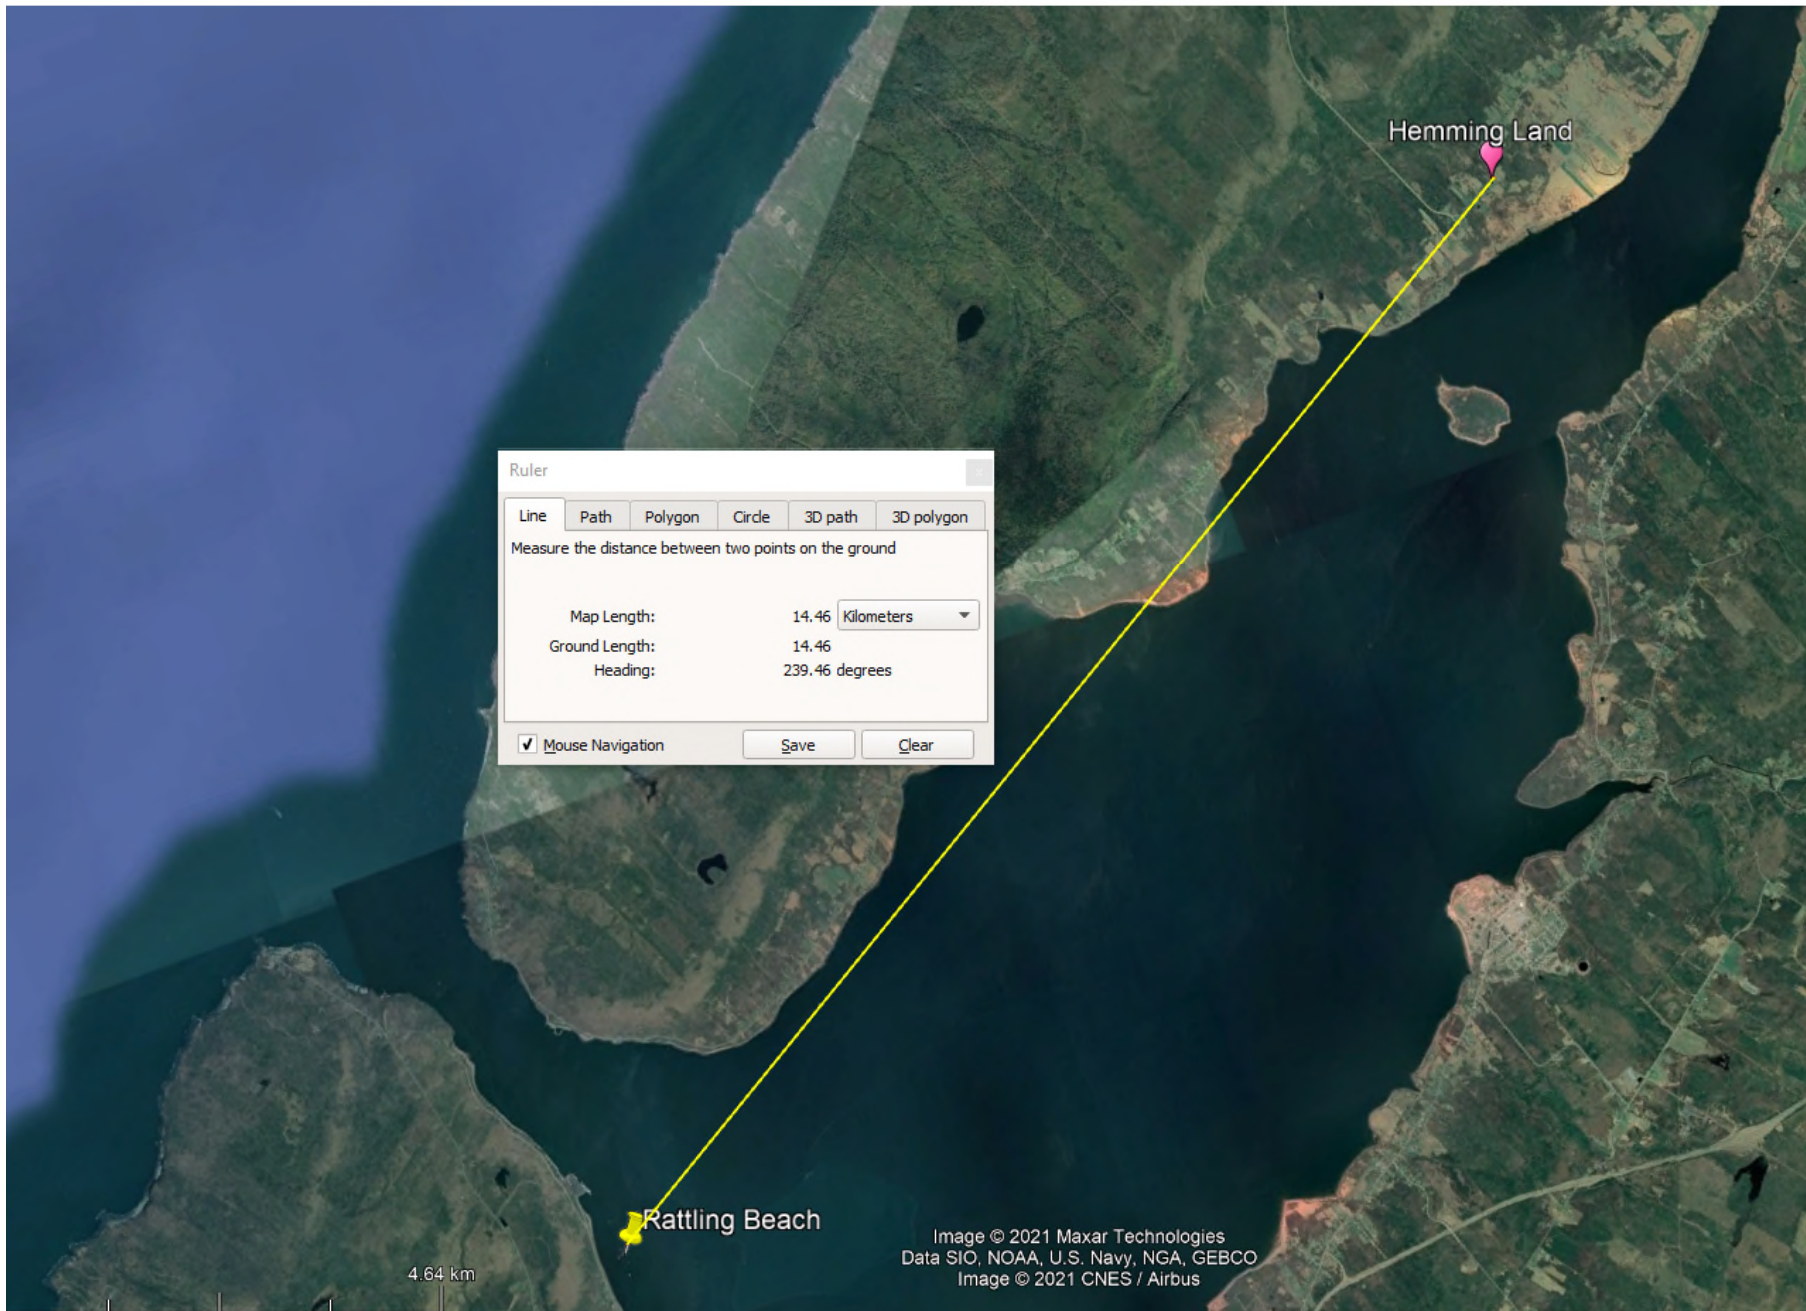 Hemming Land
Ruler
Line Path Polygon Circle 3D path 3D polygon
Measure the distance between two points on the ground
Map Length: 14.46 Kilometers
Ground Length: 14.46
Heading: 239.46 degrees
Mouse Navigation Save Clear
Rattling Beach
Image © 2021 Maxar Technologies
Data SIO, NOAA, U.S. Navy, NGA, GEBCO
Image © 2021 CNES / Airbus
4.64 km